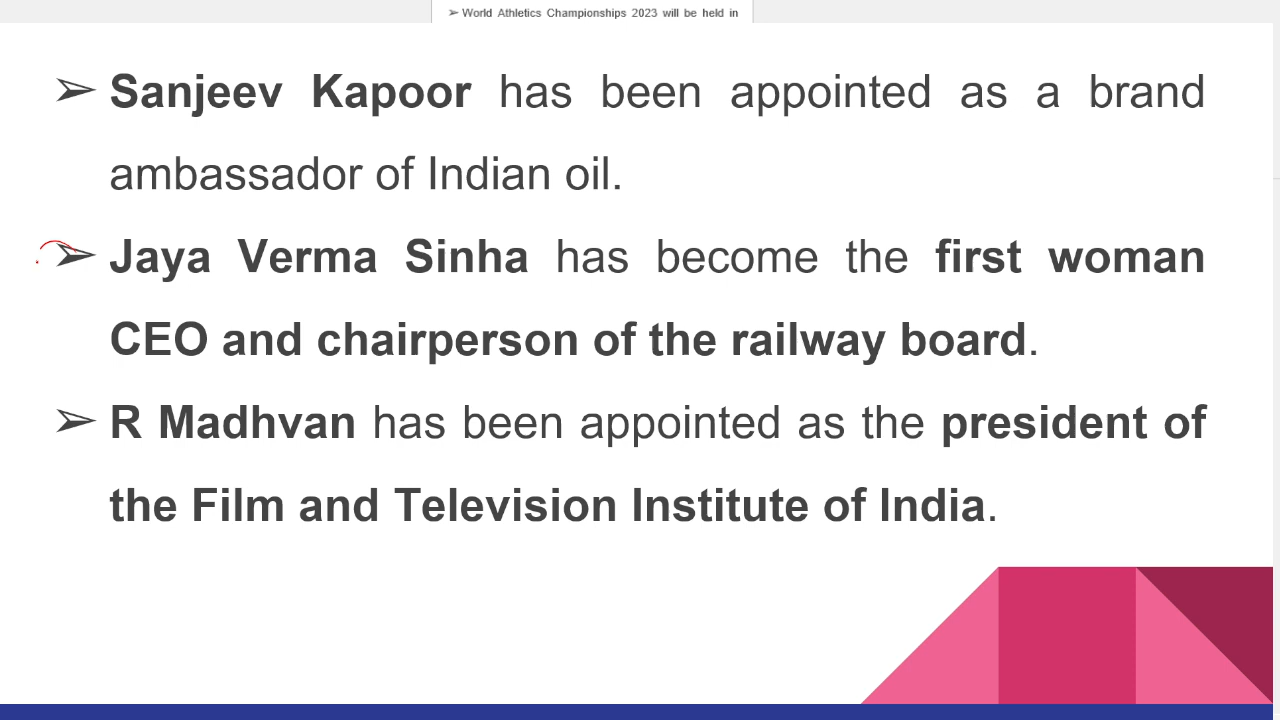 ➢ World Athletics Championships 2023 will be held in
➢ Sanjeev Kapoor has been appointed as a brand
ambassador of Indian oil.
➢ Jaya Verma Sinha has become the first woman
CEO and chairperson of the railway board.
➢ R Madhvan has been appointed as the president of
the Film and Television Institute of India.